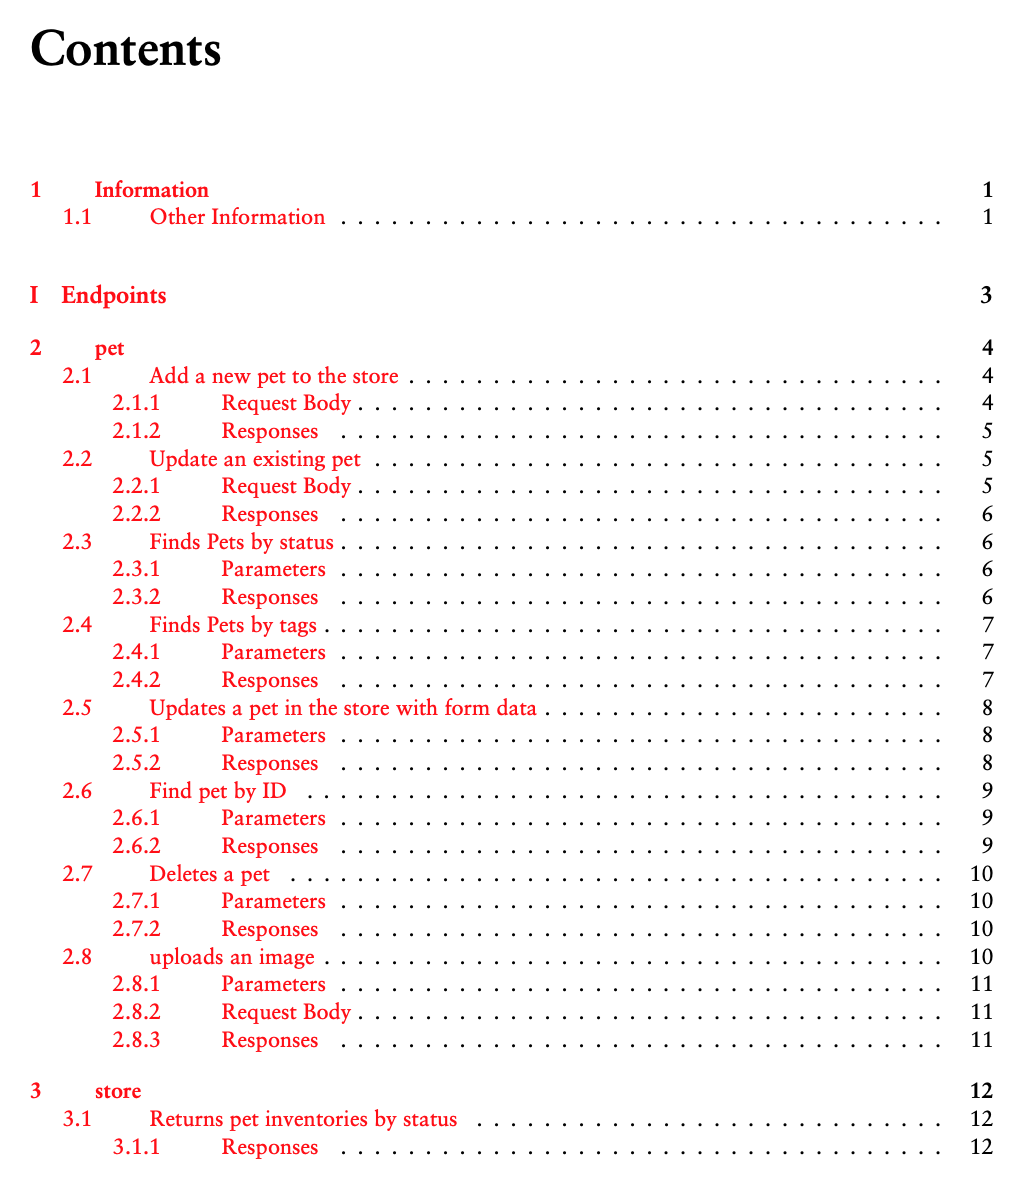 Contents
1 Information 1
1.1 Other Information . . . . . . . . . . . . . . . . . . . . . . . . . . . . . . . . . . . . 1
I Endpoints 3
2 pet 4
2.1 Add a new pet to the store . . . . . . . . . . . . . . . . . . . . . . . . . . . . . . . . 4
2.1.1 Request Body . . . . . . . . . . . . . . . . . . . . . . . . . . . . . . . . . . . 4
2.1.2 Responses . . . . . . . . . . . . . . . . . . . . . . . . . . . . . . . . . . . . 5
2.2 Update an existing pet . . . . . . . . . . . . . . . . . . . . . . . . . . . . . . . . . . 5
2.2.1 Request Body . . . . . . . . . . . . . . . . . . . . . . . . . . . . . . . . . . . 5
2.2.2 Responses . . . . . . . . . . . . . . . . . . . . . . . . . . . . . . . . . . . . 6
2.3 Finds Pets by status . . . . . . . . . . . . . . . . . . . . . . . . . . . . . . . . . . . . 6
2.3.1 Parameters . . . . . . . . . . . . . . . . . . . . . . . . . . . . . . . . . . . . 6
2.3.2 Responses . . . . . . . . . . . . . . . . . . . . . . . . . . . . . . . . . . . . 6
2.4 Finds Pets by tags . . . . . . . . . . . . . . . . . . . . . . . . . . . . . . . . . . . . . 7
2.4.1 Parameters . . . . . . . . . . . . . . . . . . . . . . . . . . . . . . . . . . . . 7
2.4.2 Responses . . . . . . . . . . . . . . . . . . . . . . . . . . . . . . . . . . . . 7
2.5 Updates a pet in the store with form data . . . . . . . . . . . . . . . . . . . . . . . . 8
2.5.1 Parameters . . . . . . . . . . . . . . . . . . . . . . . . . . . . . . . . . . . . 8
2.5.2 Responses . . . . . . . . . . . . . . . . . . . . . . . . . . . . . . . . . . . . 8
2.6 Find pet by ID . . . . . . . . . . . . . . . . . . . . . . . . . . . . . . . . . . . . . . 9
2.6.1 Parameters . . . . . . . . . . . . . . . . . . . . . . . . . . . . . . . . . . . . 9
2.6.2 Responses . . . . . . . . . . . . . . . . . . . . . . . . . . . . . . . . . . . . 9
2.7 Deletes a pet . . . . . . . . . . . . . . . . . . . . . . . . . . . . . . . . . . . . . . . 10
2.7.1 Parameters . . . . . . . . . . . . . . . . . . . . . . . . . . . . . . . . . . . . 10
2.7.2 Responses . . . . . . . . . . . . . . . . . . . . . . . . . . . . . . . . . . . . 10
2.8 uploads an image . . . . . . . . . . . . . . . . . . . . . . . . . . . . . . . . . . . . . 10
2.8.1 Parameters . . . . . . . . . . . . . . . . . . . . . . . . . . . . . . . . . . . . 11
2.8.2 Request Body . . . . . . . . . . . . . . . . . . . . . . . . . . . . . . . . . . . 11
2.8.3 Responses . . . . . . . . . . . . . . . . . . . . . . . . . . . . . . . . . . . . 11
3 store 12
3.1 Returns pet inventories by status . . . . . . . . . . . . . . . . . . . . . . . . . . . . 12
3.1.1 Responses . . . . . . . . . . . . . . . . . . . . . . . . . . . . . . . . . . . . 12